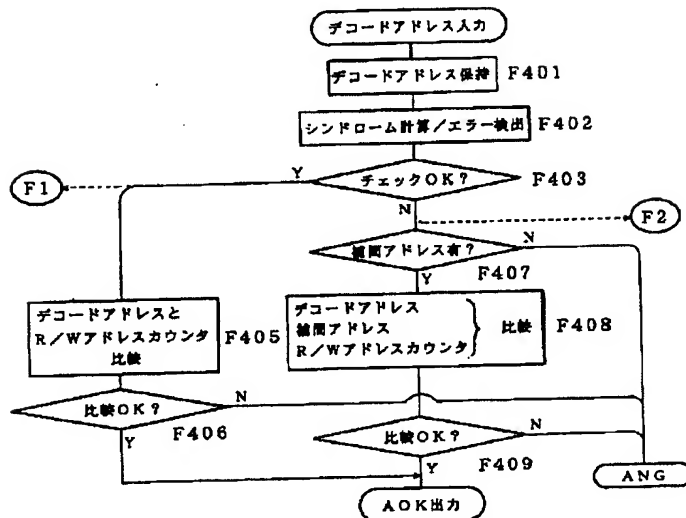 デコードアドレス入力
デコードアドレス保持 F401
シンドローム計算/エラー検出 F402
F1
Y
チェックOK?
F403
N
F2
補間アドレス有?
N
Y
F407
デコードアドレスと
R/Wアドレスカウンタ
比較
F405
デコードアドレス
補間アドレス
R/Wアドレスカウンタ
比較
F408
比較OK?
N
Y
F406
比較OK?
N
Y
F409
ANG
AOK出力